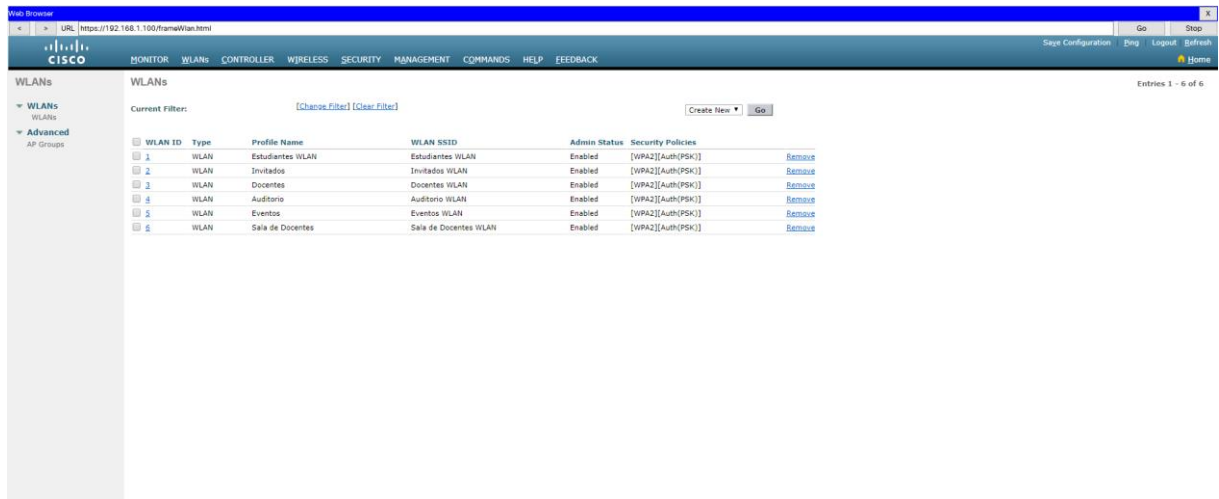 Web Browser X
< > URL https://192.168.1.100/frameWlan.html Go Stop
Save Configuration Ping Logout Refresh
CISCO MONITOR WLANs CONTROLLER WIRELESS SECURITY MANAGEMENT COMMANDS HELP FEEDBACK Home
WLANs
WLANs
WLANs
Advanced
AP Groups
WLANs Entries 1 - 6 of 6
Current Filter: [Change Filter] [Clear Filter] Create New Go
WLAN ID Type Profile Name WLAN SSID Admin Status Security Policies
1 WLAN Estudiantes WLAN Estudiantes WLAN Enabled [WPA2][Auth(PSK)] Remove
2 WLAN Invitados Invitados WLAN Enabled [WPA2][Auth(PSK)] Remove
3 WLAN Docentes Docentes WLAN Enabled [WPA2][Auth(PSK)] Remove
4 WLAN Auditorio Auditorio WLAN Enabled [WPA2][Auth(PSK)] Remove
5 WLAN Eventos Eventos WLAN Enabled [WPA2][Auth(PSK)] Remove
6 WLAN Sala de Docentes Sala de Docentes WLAN Enabled [WPA2][Auth(PSK)] Remove